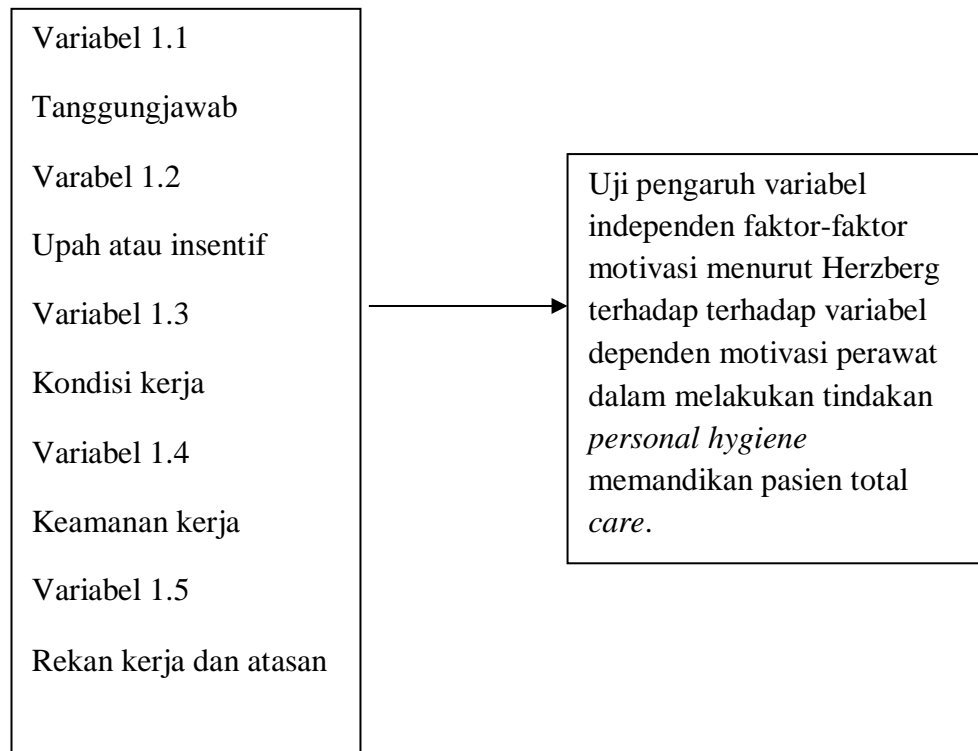 Variabel 1.1
Tanggungjawab
Varabel 1.2
Upah atau insentif
Variabel 1.3
Kondisi kerja
Variabel 1.4
Keamanan kerja
Variabel 1.5
Rekan kerja dan atasan
Uji pengaruh variabel
independen faktor-faktor
motivasi menurut Herzberg
terhadap terhadap variabel
dependen motivasi perawat
dalam melakukan tindakan
personal hygiene
memandikan pasien total
care.